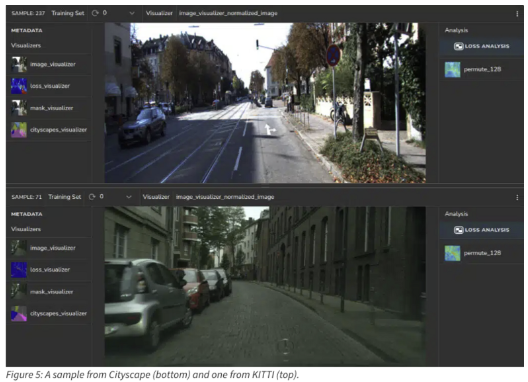 SAMPLE: 237 Training Set 0 Visualizer image_visualizer_normalized_image
METADATA
Visualizers
image_visualizer
loss_visualizer
mask_visualizer
cityscapes_visualizer
Analysis
LOSS ANALYSIS
permute_128
SAMPLE: 71 Training Set 0 Visualizer image_visualizer_normalized_image
METADATA
Visualizers
image_visualizer
loss_visualizer
mask_visualizer
cityscapes_visualizer
Analysis
LOSS ANALYSIS
permute_128
Figure 5: A sample from Cityscape (bottom) and one from KITTI (top).